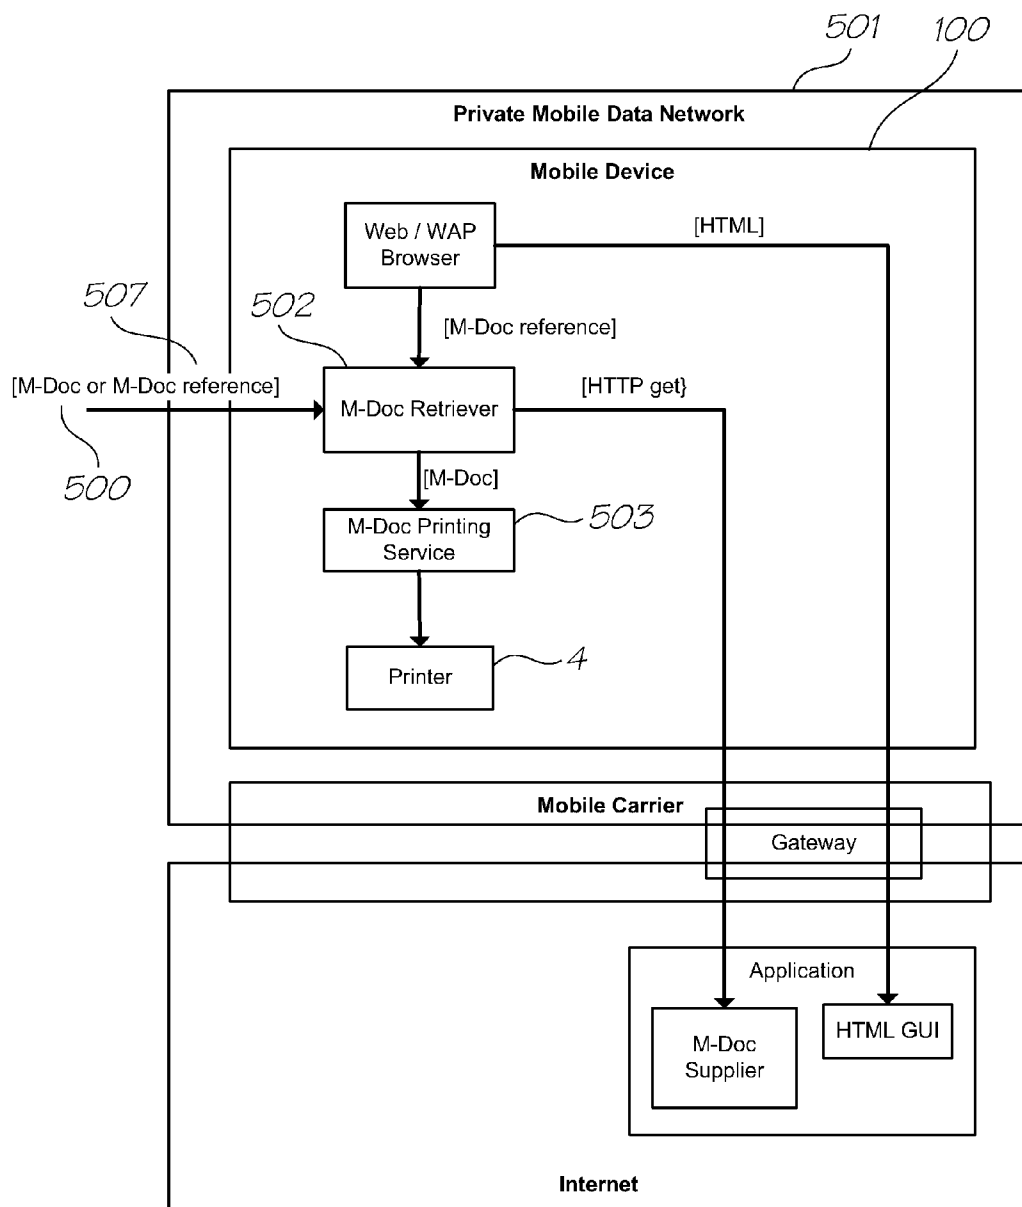 501
100
Private Mobile Data Network
Mobile Device
Web / WAP
Browser
[HTML]
507
502
[M-Doc reference]
[M-Doc or M-Doc reference]
M-Doc Retriever
[HTTP get}
500
[M-Doc]
M-Doc Printing
Service
503
Printer
4
Mobile Carrier
Gateway
Application
M-Doc
Supplier
HTML GUI
Internet